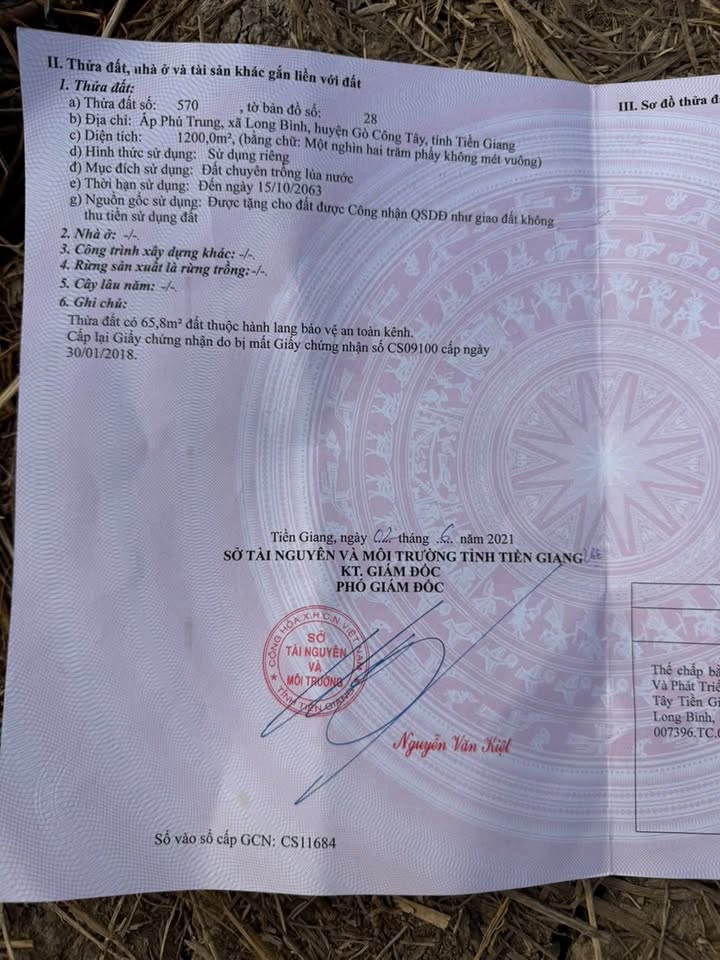 II. Thửa đất, nhà ở và tài sản khác gắn liền với đất
1. Thửa đất:
a) Thửa đất số: 570 , tờ bản đồ số: 28
b) Địa chỉ: Ấp Phú Trung, xã Long Bình, huyện Gò Công Tây, tỉnh Tiền Giang
c) Diện tích: 1200,0m², (bằng chữ: Một nghìn hai trăm phẩy không mét vuông)
d) Hình thức sử dụng: Sử dụng riêng
đ) Mục đích sử dụng: Đất chuyên trồng lúa nước
e) Thời hạn sử dụng: Đến ngày 15/10/2063
g) Nguồn gốc sử dụng: Được tặng cho đất được Công nhận QSDĐ như giao đất không
thu tiền sử dụng đất
2. Nhà ở: -/-
3. Công trình xây dựng khác: -/-.
4. Rừng sản xuất là rừng trồng: -/-.
5. Cây lâu năm: -/-.
6. Ghi chú:
Thửa đất có 65,8m² đất thuộc hành lang bảo vệ an toàn kênh.
Cấp lại Giấy chứng nhận do bị mất Giấy chứng nhận số CS09100 cấp ngày
30/01/2018.
Tiền Giang, ngày 02 tháng 6 năm 2021
SỞ TÀI NGUYÊN VÀ MÔI TRƯỜNG TỈNH TIỀN GIANG
KT. GIÁM ĐỐC
PHÓ GIÁM ĐỐC
CỘNG HÒA X.H.C.N VIỆT NAM
SỞ
TÀI NGUYÊN
VÀ
MÔI TRƯỜNG
TỈNH TIỀN GIANG
Nguyễn Văn Kiệt
Số vào sổ cấp GCN: CS11684
III. Sơ đồ thửa đ
Thế chấp bằ
Và Phát Triể
Tây Tiền Gi
Long Bình,
007396.TC.0